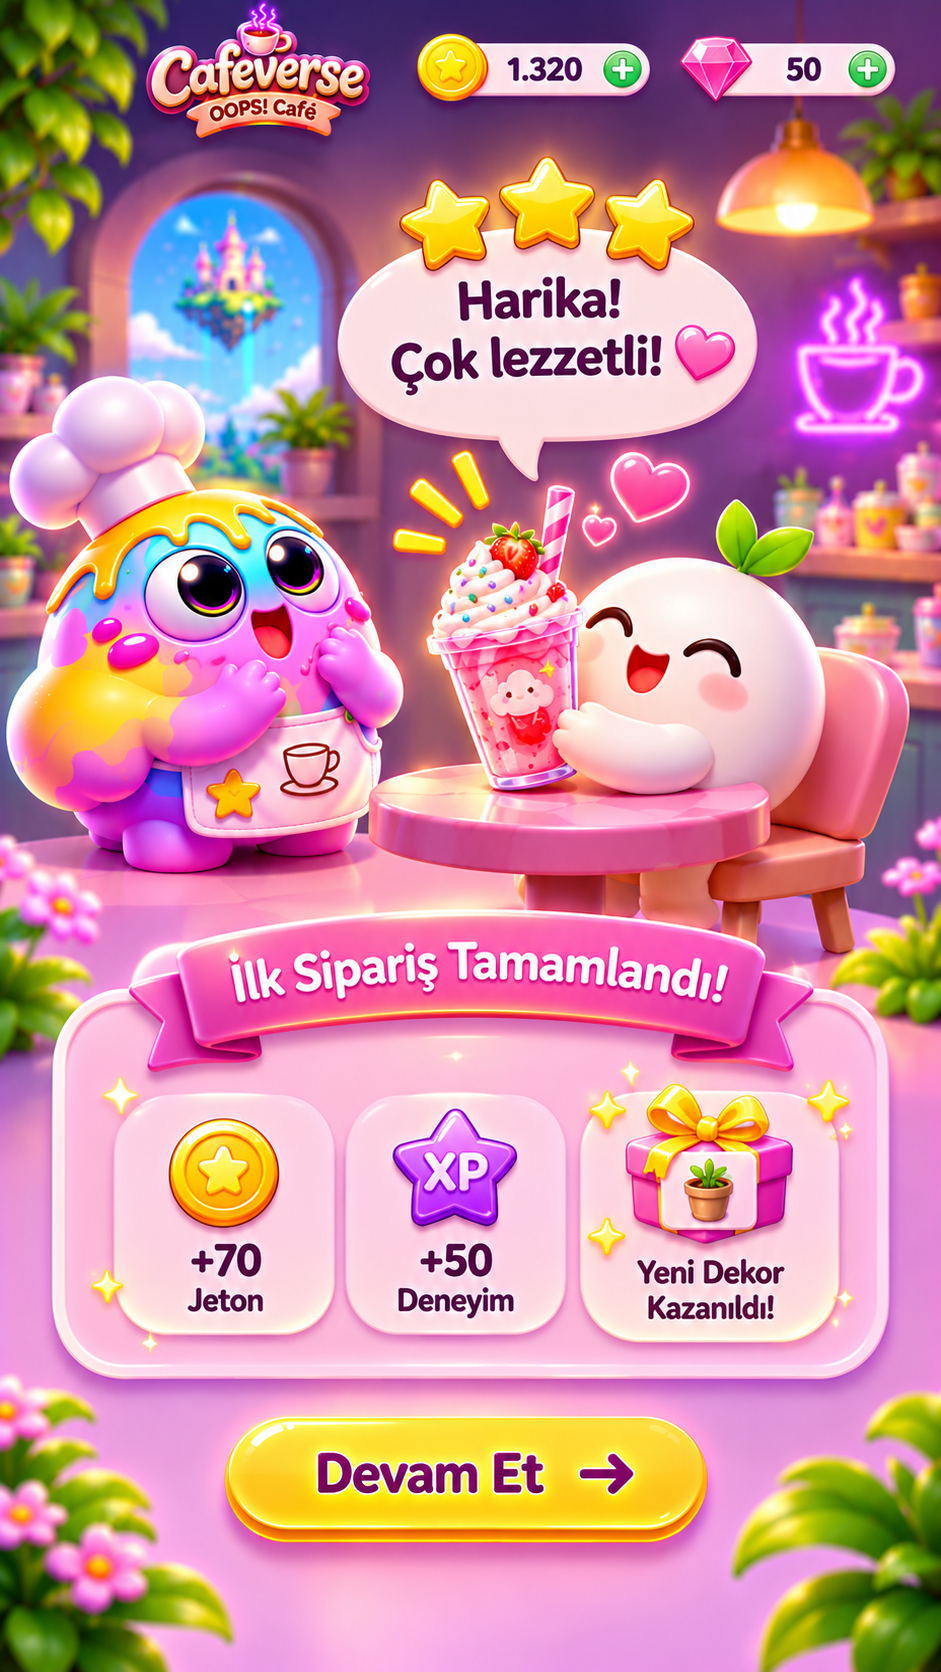 Cafeverse
OOPS! Café
1.320
50
Harika!
Çok lezzetli!
İlk Sipariş Tamamlandı!
XP
+70
Jeton
+50
Deneyim
Yeni Dekor
Kazanıldı!
Devam Et →